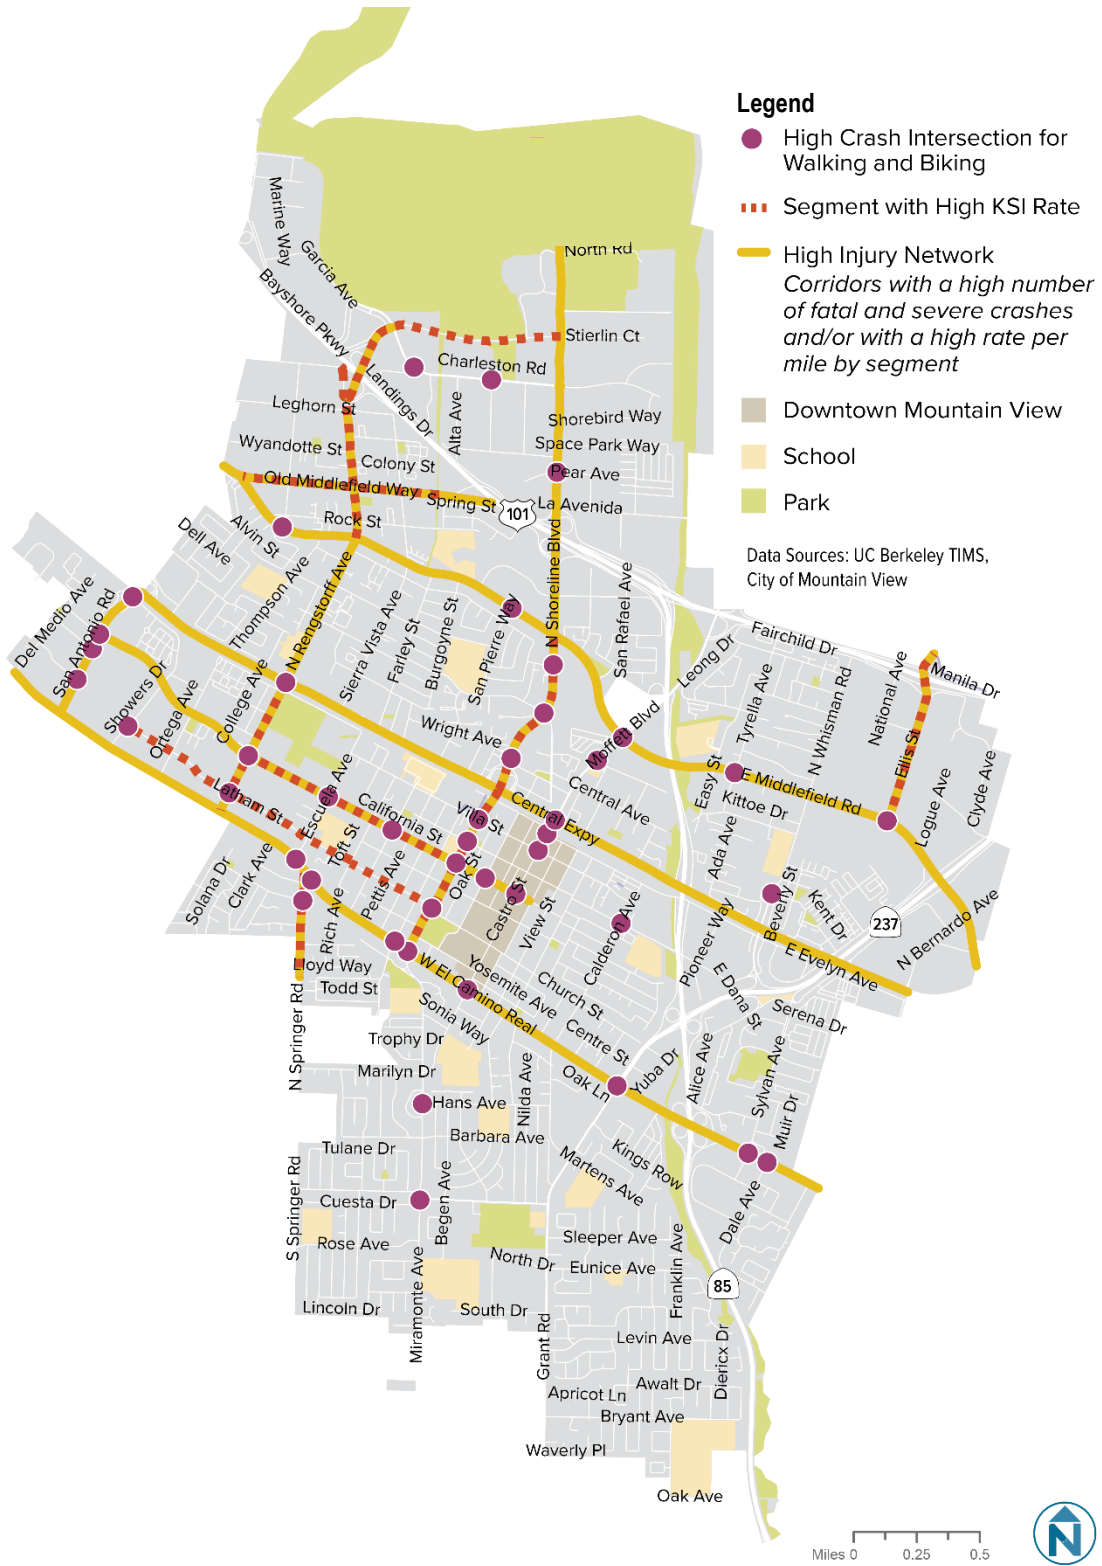 Legend
High Crash Intersection for
Walking and Biking
Segment with High KSI Rate
High Injury Network
Corridors with a high number
of fatal and severe crashes
and/or with a high rate per
mile by segment
Downtown Mountain View
School
Park
Data Sources: UC Berkeley TIMS,
City of Mountain View
Marine Way
Garcia Ave
Bayshore Pkwy
North Rd
Stierlin Ct
Charleston Rd
Landings Dr
Alta Ave
Leghorn St
Shorebird Way
Wyandotte St
Space Park Way
Colony St
Pear Ave
Old Middlefield Way
Spring St
La Avenida
101
Rock St
Alvin St
Dell Ave
Thompson Ave
N Rengstorff Ave
N Shoreline Blvd
San Rafael Ave
Del Medio Ave
San Antonio Rd
Sierra Vista Ave
Farley St
Burgoyne St
San Pierre Way
Leong Dr
Fairchild Dr
Manila Dr
Showers Dr
Ortega Ave
College Ave
Wright Ave
Moffett Blvd
Tyrella Ave
N Whisman Rd
National Ave
Ellis St
Logue Ave
Clyde Ave
Easy St
E Middlefield Rd
Kittoe Dr
Central Ave
Central Expy
Latham St
Escuela Ave
California St
Villa St
Toft St
Pettis Ave
Oak St
Castro St
View St
Ada Ave
Beverly St
Kent Dr
237
N Bernardo Ave
Solana Dr
Clark Ave
Rich Ave
Calderon Ave
Pioneer Way
E Evelyn Ave
Lloyd Way
Todd St
W El Camino Real
Yosemite Ave
Church St
E Dana St
Serena Dr
N Springer Rd
Sonia Way
Centre St
Trophy Dr
Marilyn Dr
Oak Ln
Yuba Dr
Alice Ave
Sylvan Ave
Muir Dr
Nilda Ave
Hans Ave
Barbara Ave
Tulane Dr
Kings Row
Martens Ave
S Springer Rd
Cuesta Dr
Begen Ave
Dale Ave
Rose Ave
Sleeper Ave
North Dr
Eunice Ave
Franklin Ave
85
Lincoln Dr
Miramonte Ave
South Dr
Grant Rd
Levin Ave
Diericx Dr
Awalt Dr
Apricot Ln
Bryant Ave
Waverly Pl
Oak Ave
Miles 0 0.25 0.5
N